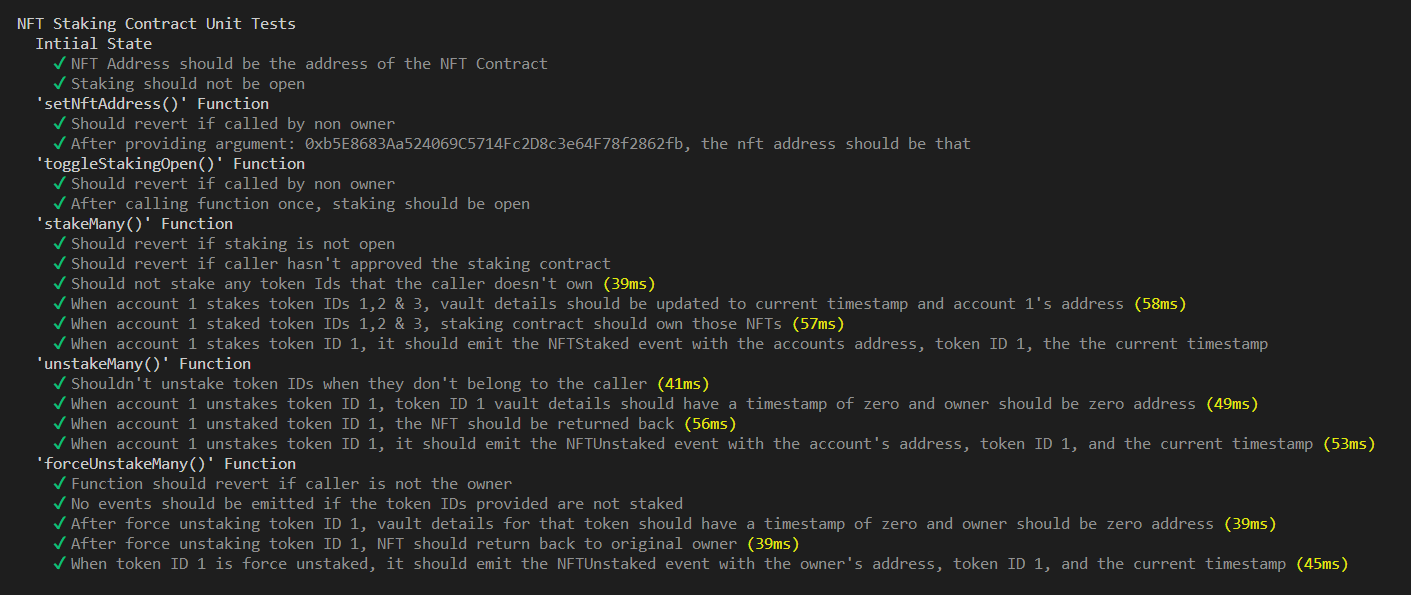 NFT Staking Contract Unit Tests
Intiial State
✓ NFT Address should be the address of the NFT Contract
✓ Staking should not be open
'setNftAddress()' Function
✓ Should revert if called by non owner
✓ After providing argument: 0xb5E8683Aa524069C5714Fc2D8c3e64F78f2862fb, the nft address should be that
'toggleStakingOpen()' Function
✓ Should revert if called by non owner
✓ After calling function once, staking should be open
'stakeMany()' Function
✓ Should revert if staking is not open
✓ Should revert if caller hasn't approved the staking contract
✓ Should not stake any token Ids that the caller doesn't own (39ms)
✓ When account 1 stakes token IDs 1,2 & 3, vault details should be updated to current timestamp and account 1's address (58ms)
✓ When account 1 staked token IDs 1,2 & 3, staking contract should own those NFTs (57ms)
✓ When account 1 stakes token ID 1, it should emit the NFTStaked event with the accounts address, token ID 1, the the current timestamp
'unstakeMany()' Function
✓ Shouldn't unstake token IDs when they don't belong to the caller (41ms)
✓ When account 1 unstakes token ID 1, token ID 1 vault details should have a timestamp of zero and owner should be zero address (49ms)
✓ When account 1 unstaked token ID 1, the NFT should be returned back (56ms)
✓ When account 1 unstakes token ID 1, it should emit the NFTUnstaked event with the account's address, token ID 1, and the current timestamp (53ms)
'forceUnstakeMany()' Function
✓ Function should revert if caller is not the owner
✓ No events should be emitted if the token IDs provided are not staked
✓ After force unstaking token ID 1, vault details for that token should have a timestamp of zero and owner should be zero address (39ms)
✓ After force unstaking token ID 1, NFT should return back to original owner (39ms)
✓ When token ID 1 is force unstaked, it should emit the NFTUnstaked event with the owner's address, token ID 1, and the current timestamp (45ms)